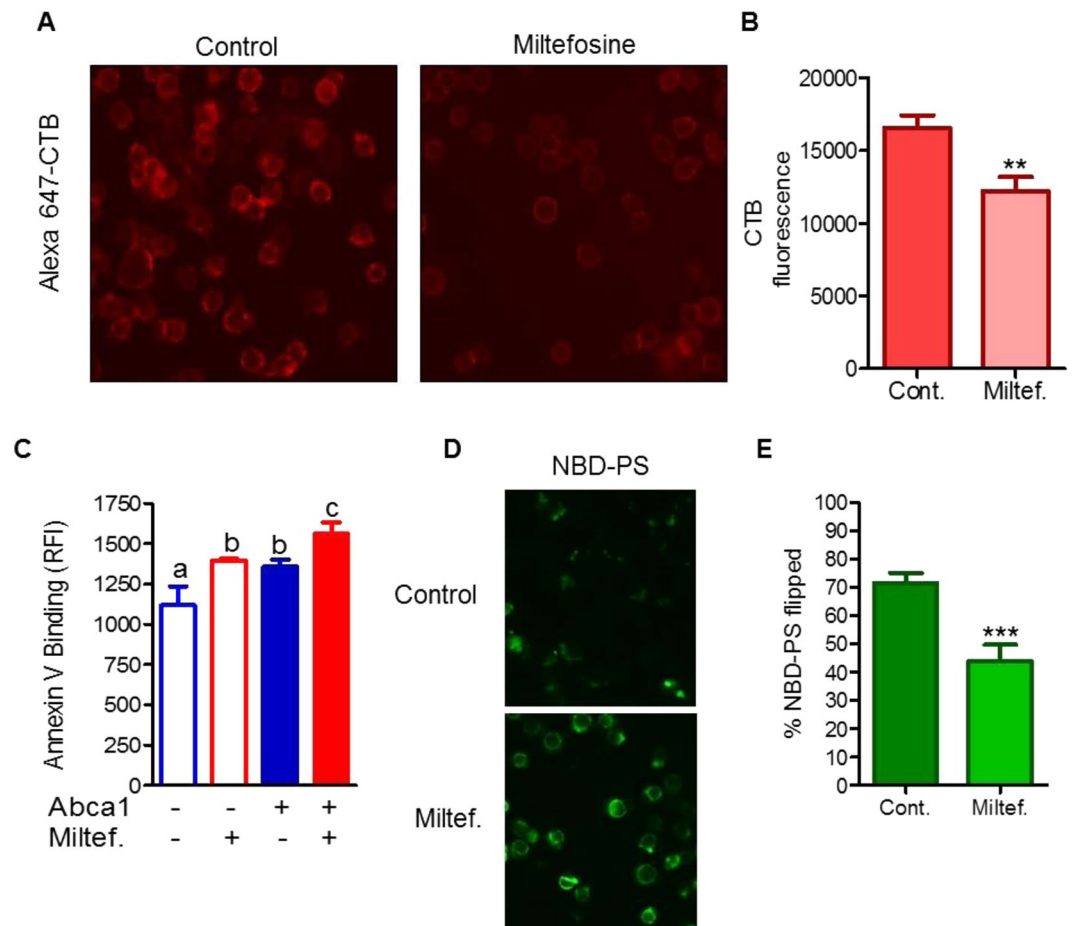 A
Control
Miltefosine
Alexa 647-CTB
B
20000
15000
10000
5000
0
CTB
fluorescence
**
Cont.
Miltef.
C
1750
1500
1250
1000
750
500
250
0
Annexin V Binding (RFI)
a
b
b
c
Abca1 - - + +
Miltef. - + - +
D
NBD-PS
Control
Miltef.
E
100
90
80
70
60
50
40
30
20
10
0
% NBD-PS flipped
***
Cont.
Miltef.